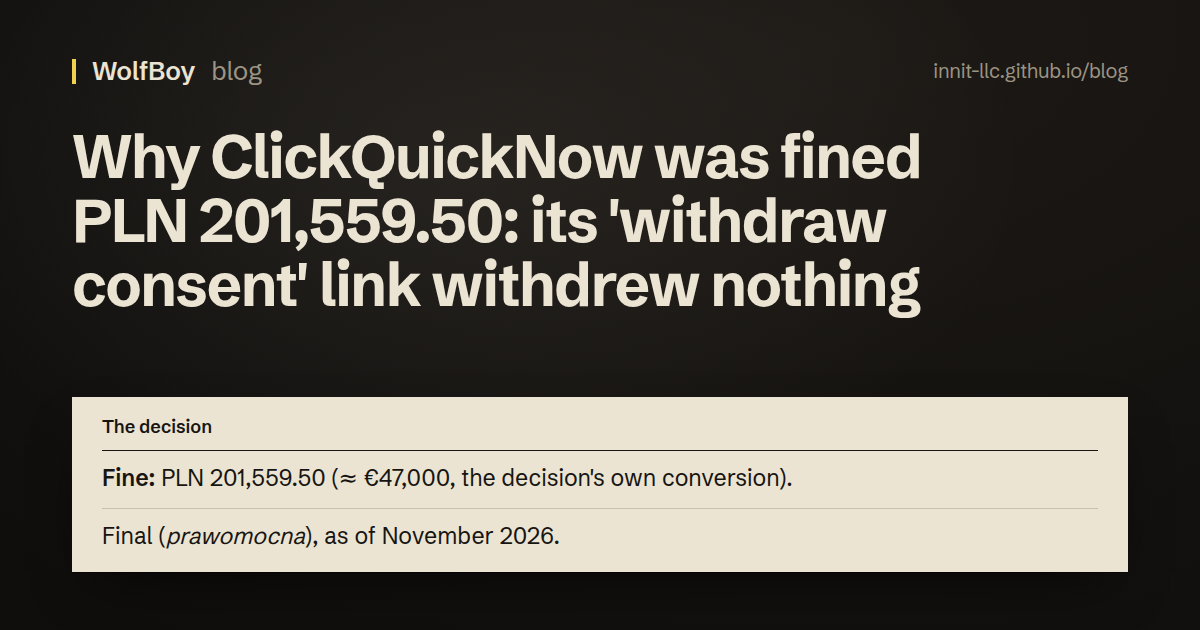 WolfBoy blog
innit-llc.github.io/blog
Why ClickQuickNow was fined
PLN 201,559.50: its 'withdraw
consent' link withdrew nothing
The decision
Fine: PLN 201,559.50 (≈ €47,000, the decision's own conversion).
Final (prawomocna), as of November 2026.